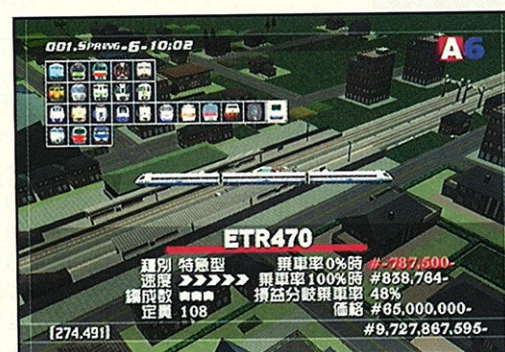 001.SPRING-6-10:02
A6
ETR470
種別 特急型 乗車率0%時 #-787,500-
速度 >>>>> 乗車率100%時 #838,764-
編成数
損益分岐乗車率 48%
定員 108 価格 #65,000,000-
[274.491] #9,727,867,595-